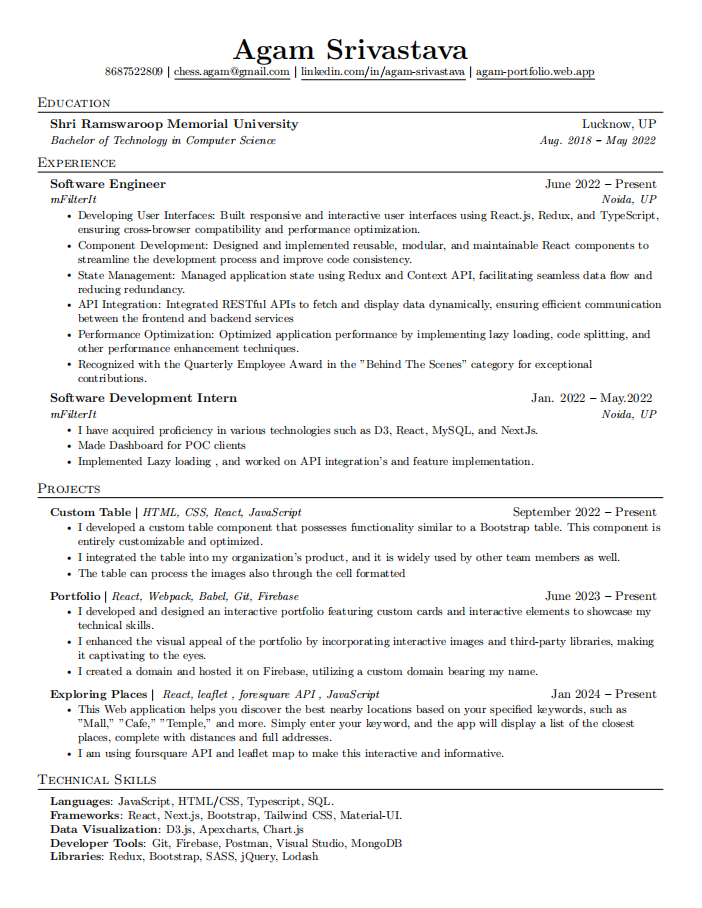 Agam Srivastava
8687522809 | chess.agam@gmail.com | linkedin.com/in/agam-srivastava | agam-portfolio.web.app
Education
Shri Ramswaroop Memorial University Lucknow, UP
Bachelor of Technology in Computer Science Aug. 2018 – May 2022
Experience
Software Engineer June 2022 – Present
mFilterIt Noida, UP
• Developing User Interfaces: Built responsive and interactive user interfaces using React.js, Redux, and TypeScript,
ensuring cross-browser compatibility and performance optimization.
• Component Development: Designed and implemented reusable, modular, and maintainable React components to
streamline the development process and improve code consistency.
• State Management: Managed application state using Redux and Context API, facilitating seamless data flow and
reducing redundancy.
• API Integration: Integrated RESTful APIs to fetch and display data dynamically, ensuring efficient communication
between the frontend and backend services
• Performance Optimization: Optimized application performance by implementing lazy loading, code splitting, and
other performance enhancement techniques.
• Recognized with the Quarterly Employee Award in the ”Behind The Scenes” category for exceptional
contributions.
Software Development Intern Jan. 2022 – May.2022
mFilterIt Noida, UP
• I have acquired proficiency in various technologies such as D3, React, MySQL, and NextJs.
• Made Dashboard for POC clients
• Implemented Lazy loading , and worked on API integration’s and feature implementation.
Projects
Custom Table | HTML, CSS, React, JavaScript September 2022 – Present
• I developed a custom table component that possesses functionality similar to a Bootstrap table. This component is
entirely customizable and optimized.
• I integrated the table into my organization’s product, and it is widely used by other team members as well.
• The table can process the images also through the cell formatted
Portfolio | React, Webpack, Babel, Git, Firebase June 2023 – Present
• I developed and designed an interactive portfolio featuring custom cards and interactive elements to showcase my
technical skills.
• I enhanced the visual appeal of the portfolio by incorporating interactive images and third-party libraries, making
it captivating to the eyes.
• I created a domain and hosted it on Firebase, utilizing a custom domain bearing my name.
Exploring Places | React, leaflet , foresquare API , JavaScript Jan 2024 – Present
• This Web application helps you discover the best nearby locations based on your specified keywords, such as
”Mall,” ”Cafe,” ”Temple,” and more. Simply enter your keyword, and the app will display a list of the closest
places, complete with distances and full addresses.
• I am using foursquare API and leaflet map to make this interactive and informative.
Technical Skills
Languages: JavaScript, HTML/CSS, Typescript, SQL.
Frameworks: React, Next.js, Bootstrap, Tailwind CSS, Material-UI.
Data Visualization: D3.js, Apexcharts, Chart.js
Developer Tools: Git, Firebase, Postman, Visual Studio, MongoDB
Libraries: Redux, Bootstrap, SASS, jQuery, Lodash